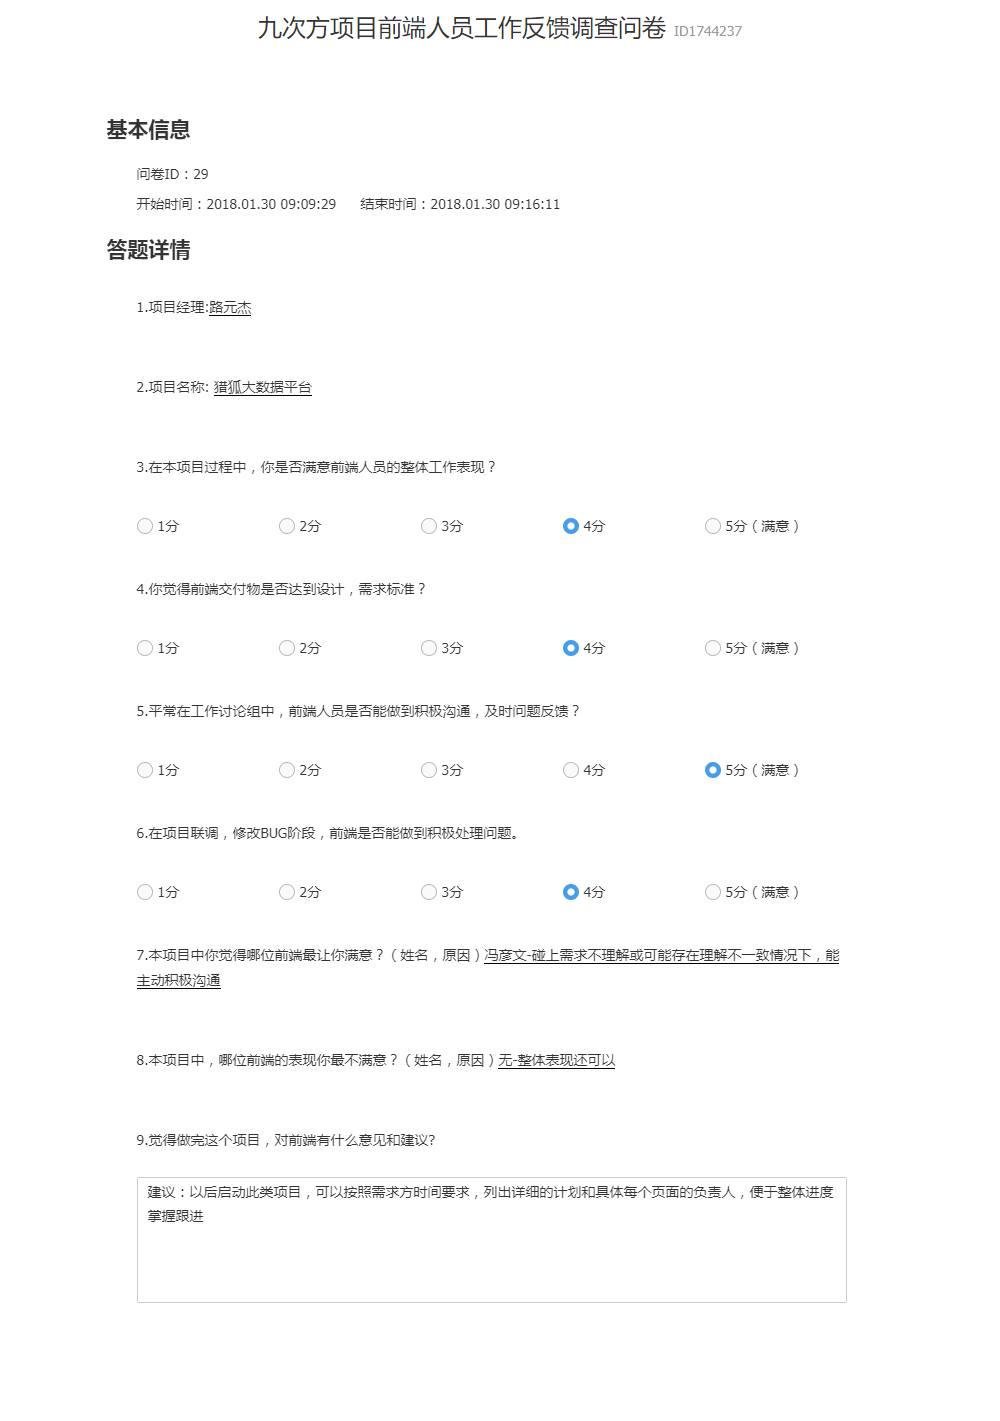 九次方项目前端人员工作反馈调查问卷 ID1744237
基本信息
问卷ID：29
开始时间：2018.01.30 09:09:29 结束时间：2018.01.30 09:16:11
答题详情
1.项目经理:路元杰
2.项目名称: 猎狐大数据平台
3.在本项目过程中，你是否满意前端人员的整体工作表现？
1分 2分 3分 4分 5分（满意）
4.你觉得前端交付物是否达到设计，需求标准？
1分 2分 3分 4分 5分（满意）
5.平常在工作讨论组中，前端人员是否能做到积极沟通，及时问题反馈？
1分 2分 3分 4分 5分（满意）
6.在项目联调，修改BUG阶段，前端是否能做到积极处理问题。
1分 2分 3分 4分 5分（满意）
7.本项目中你觉得哪位前端最让你满意？（姓名，原因）冯彦文-碰上需求不理解或可能存在理解不一致情况下，能
主动积极沟通
8.本项目中，哪位前端的表现你最不满意？（姓名，原因）无-整体表现还可以
9.觉得做完这个项目，对前端有什么意见和建议?
建议：以后启动此类项目，可以按照需求方时间要求，列出详细的计划和具体每个页面的负责人，便于整体进度
掌握跟进